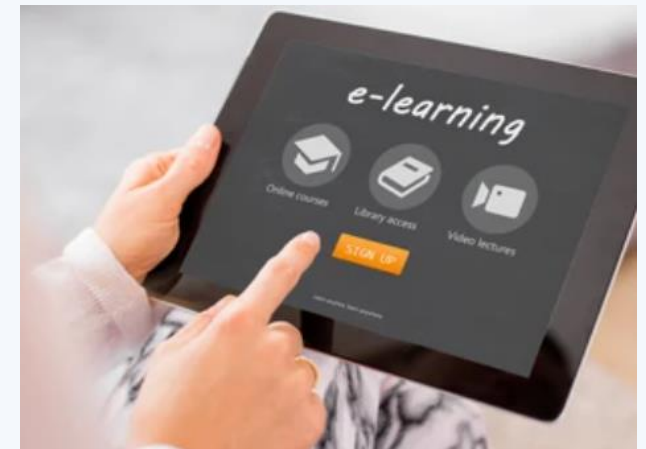 e-learning
Online courses
Library access
Video lectures
SIGN UP